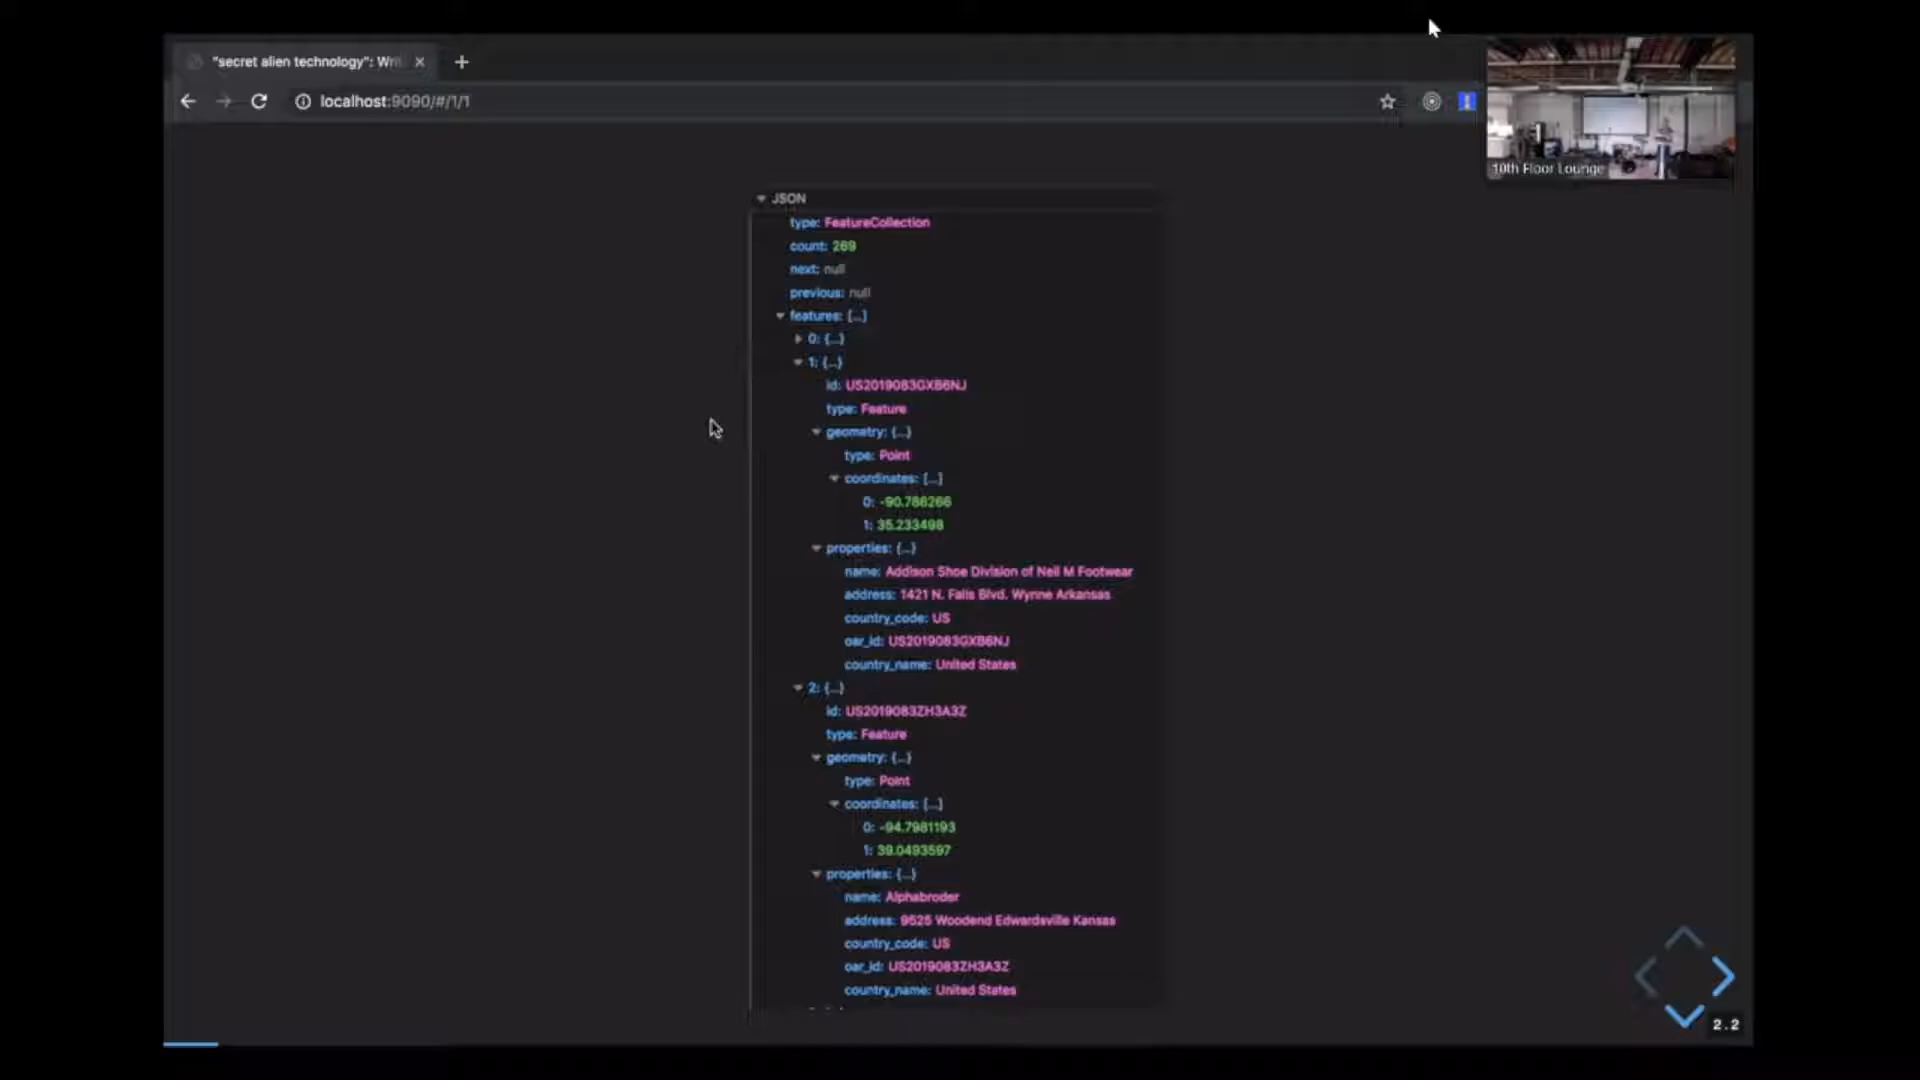 "secret alien technology": Wri
localhost:9090/#/1/1
10th Floor Lounge
JSON
type: FeatureCollection
count: 269
next: null
previous: null
features: [...]
0: {...}
1: {...}
id: US2019083GXB6NJ
type: Feature
geometry: {...}
type: Point
coordinates: [...]
0: -90.786266
1: 35.233498
properties: {...}
name: Addison Shoe Division of Neil M Footwear
address: 1421 N. Falls Blvd. Wynne Arkansas
country_code: US
oar_id: US2019083GXB6NJ
country_name: United States
2: {...}
id: US2019083ZH3A3Z
type: Feature
geometry: {...}
type: Point
coordinates: [...]
0: -94.7981193
1: 39.0493597
properties: {...}
name: Alphabroder
address: 9525 Woodend Edwardsville Kansas
country_code: US
oar_id: US2019083ZH3A3Z
country_name: United States
2.2